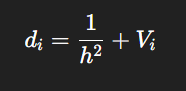 d_i = \frac{1}{h^2} + V_i